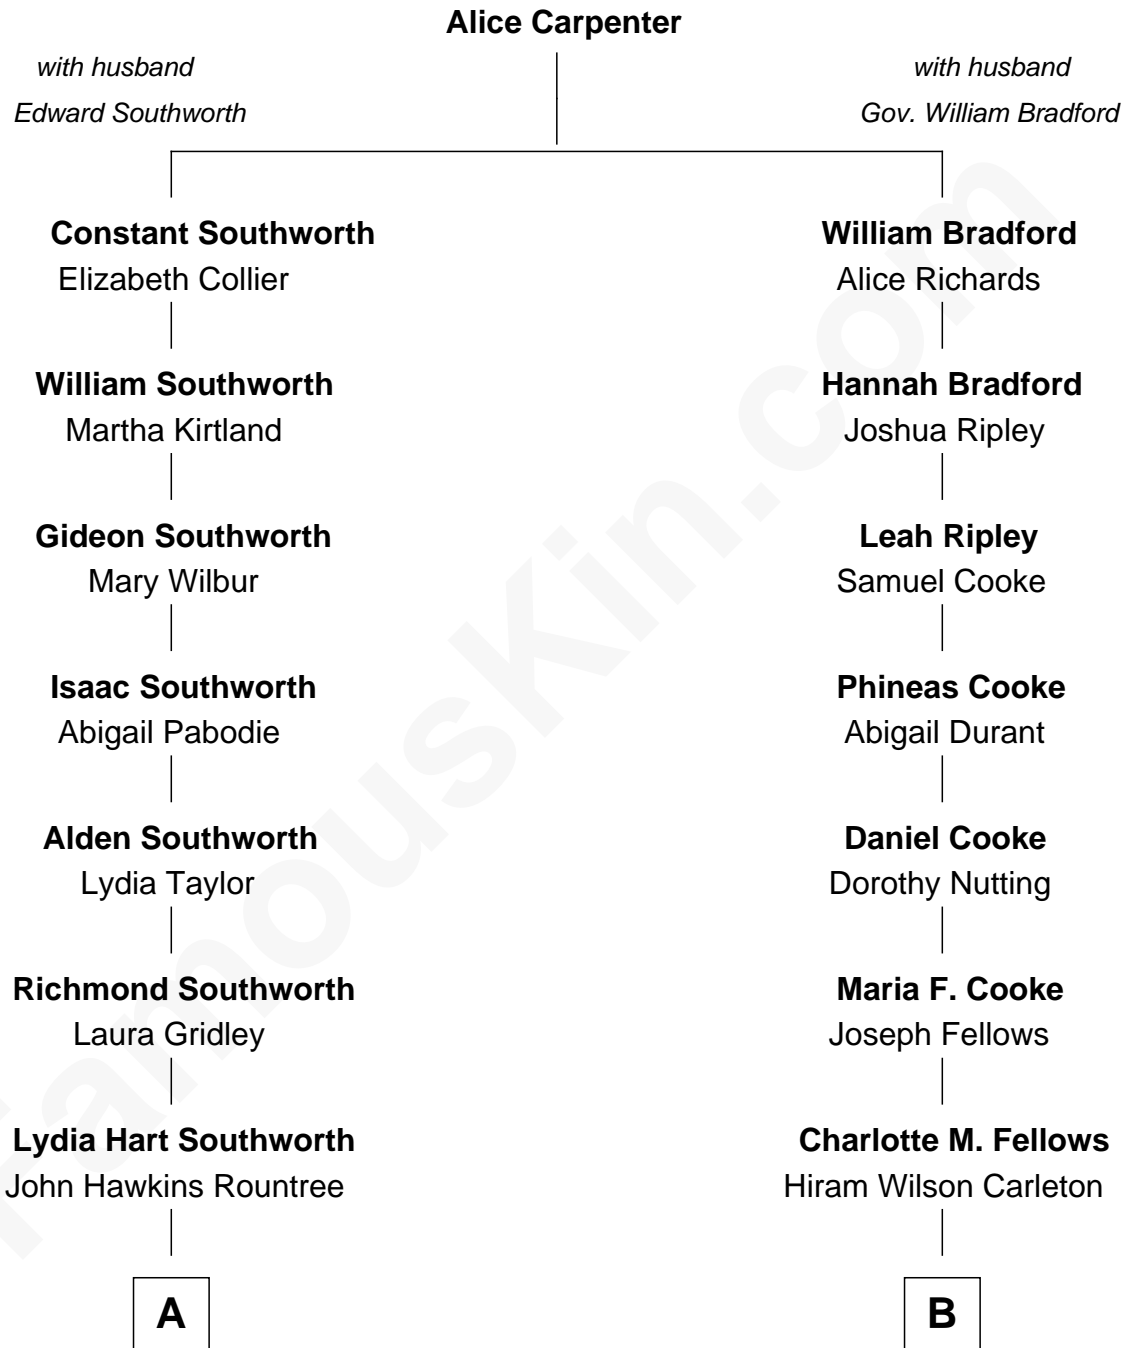 Alice Carpenter
with husband
Edward Southworth
with husband
Gov. William Bradford
Constant Southworth
Elizabeth Collier
William Bradford
Alice Richards
William Southworth
Martha Kirtland
Hannah Bradford
Joshua Ripley
Gideon Southworth
Mary Wilbur
Leah Ripley
Samuel Cooke
Isaac Southworth
Abigail Pabodie
Phineas Cooke
Abigail Durant
Alden Southworth
Lydia Taylor
Daniel Cooke
Dorothy Nutting
Richmond Southworth
Laura Gridley
Maria F. Cooke
Joseph Fellows
Lydia Hart Southworth
John Hawkins Rountree
Charlotte M. Fellows
Hiram Wilson Carleton
A
B
FamousKin.com